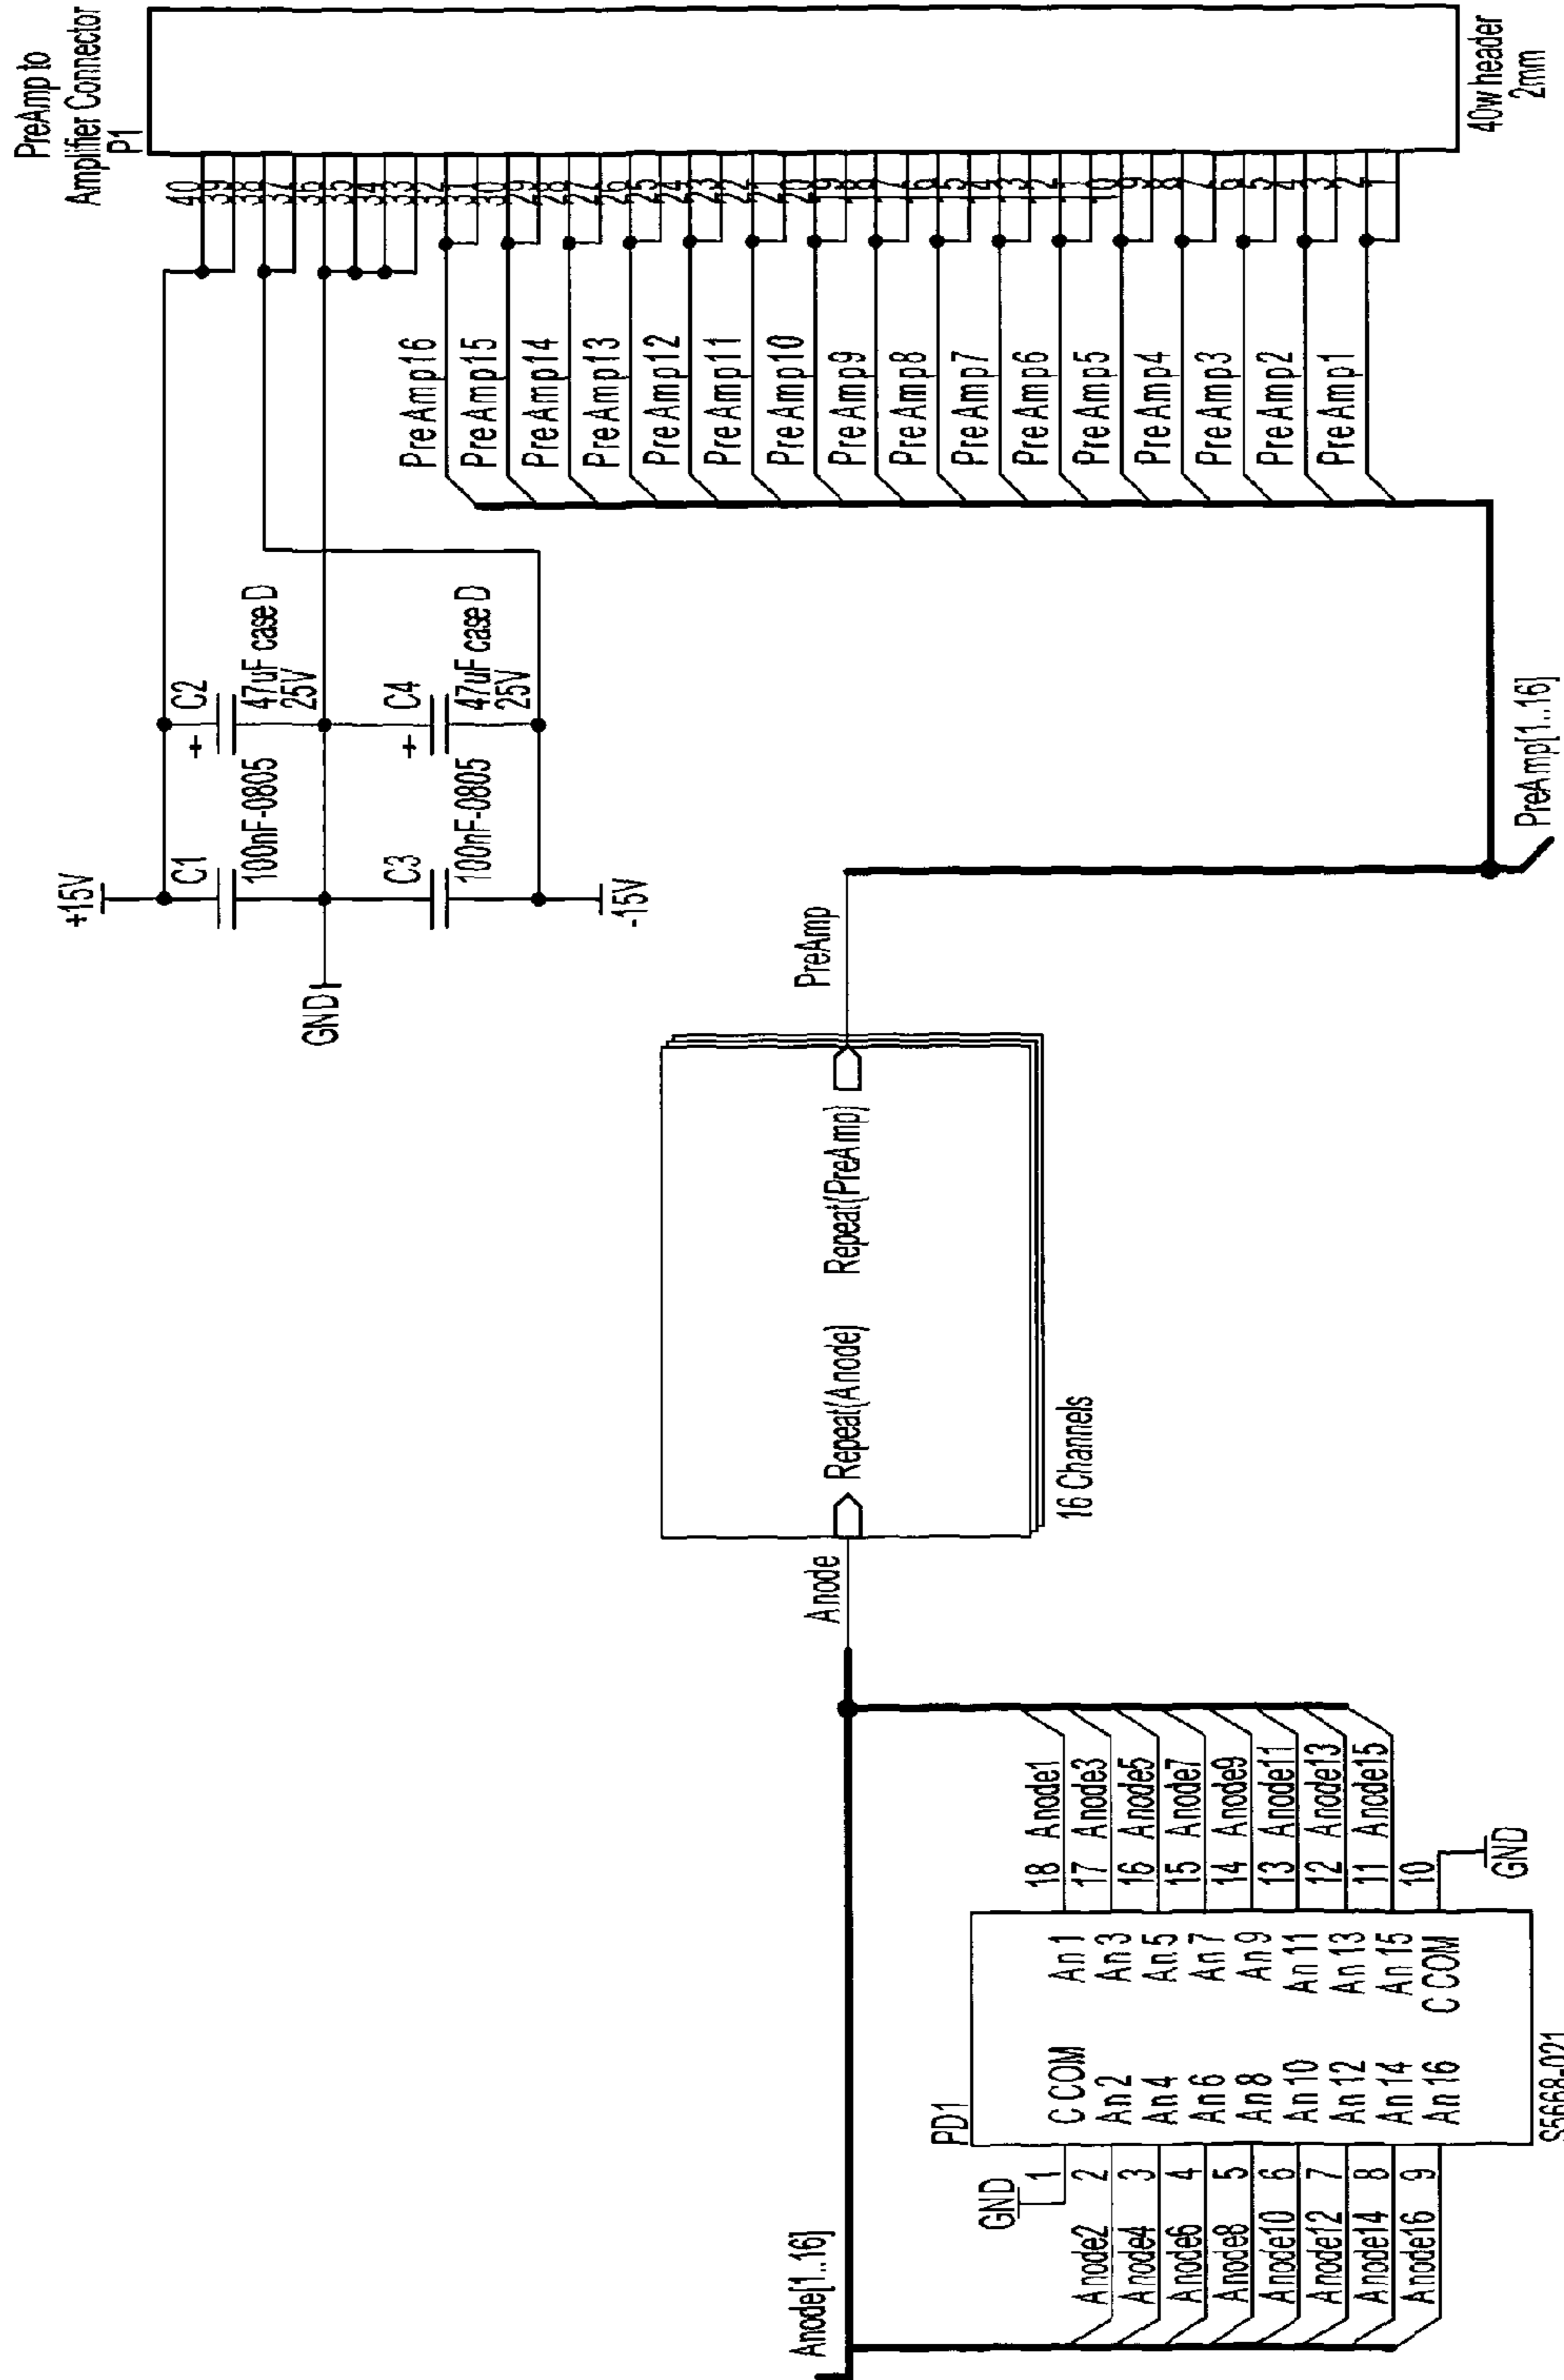 PreAmp to
Amplifier Connector
P1
+15V
C1
C2
+
100nF-0805
47uF case D
25V
GND
C3
C4
+
100nF-0805
47uF case D
25V
-15V
40
39
38
37
36
35
34
33
32
31
30
29
28
27
26
25
24
23
22
21
20
19
18
17
16
15
14
13
12
11
10
9
8
7
6
5
4
3
2
1
PreAmp16
PreAmp15
PreAmp14
PreAmp13
PreAmp12
PreAmp11
PreAmp10
PreAmp9
PreAmp8
PreAmp7
PreAmp6
PreAmp5
PreAmp4
PreAmp3
PreAmp2
PreAmp1
40w header
2mm
Anode[1..16]
Anode
Repeat(Anode)
Repeat(PreAmp)
PreAmp
16 Channels
PreAmp[1..16]
PD1
GND
1 C COM An 1 18 Anode1
Anode2 2 An 2 An 3 17 Anode3
Anode4 3 An 4 An 5 16 Anode5
Anode6 4 An 6 An 7 15 Anode7
Anode8 5 An 8 An 9 14 Anode9
Anode10 6 An 10 An 11 13 Anode11
Anode12 7 An 12 An 13 12 Anode13
Anode14 8 An 14 An 15 11 Anode15
Anode16 9 An 16 C COM 10
GND
S5668-021